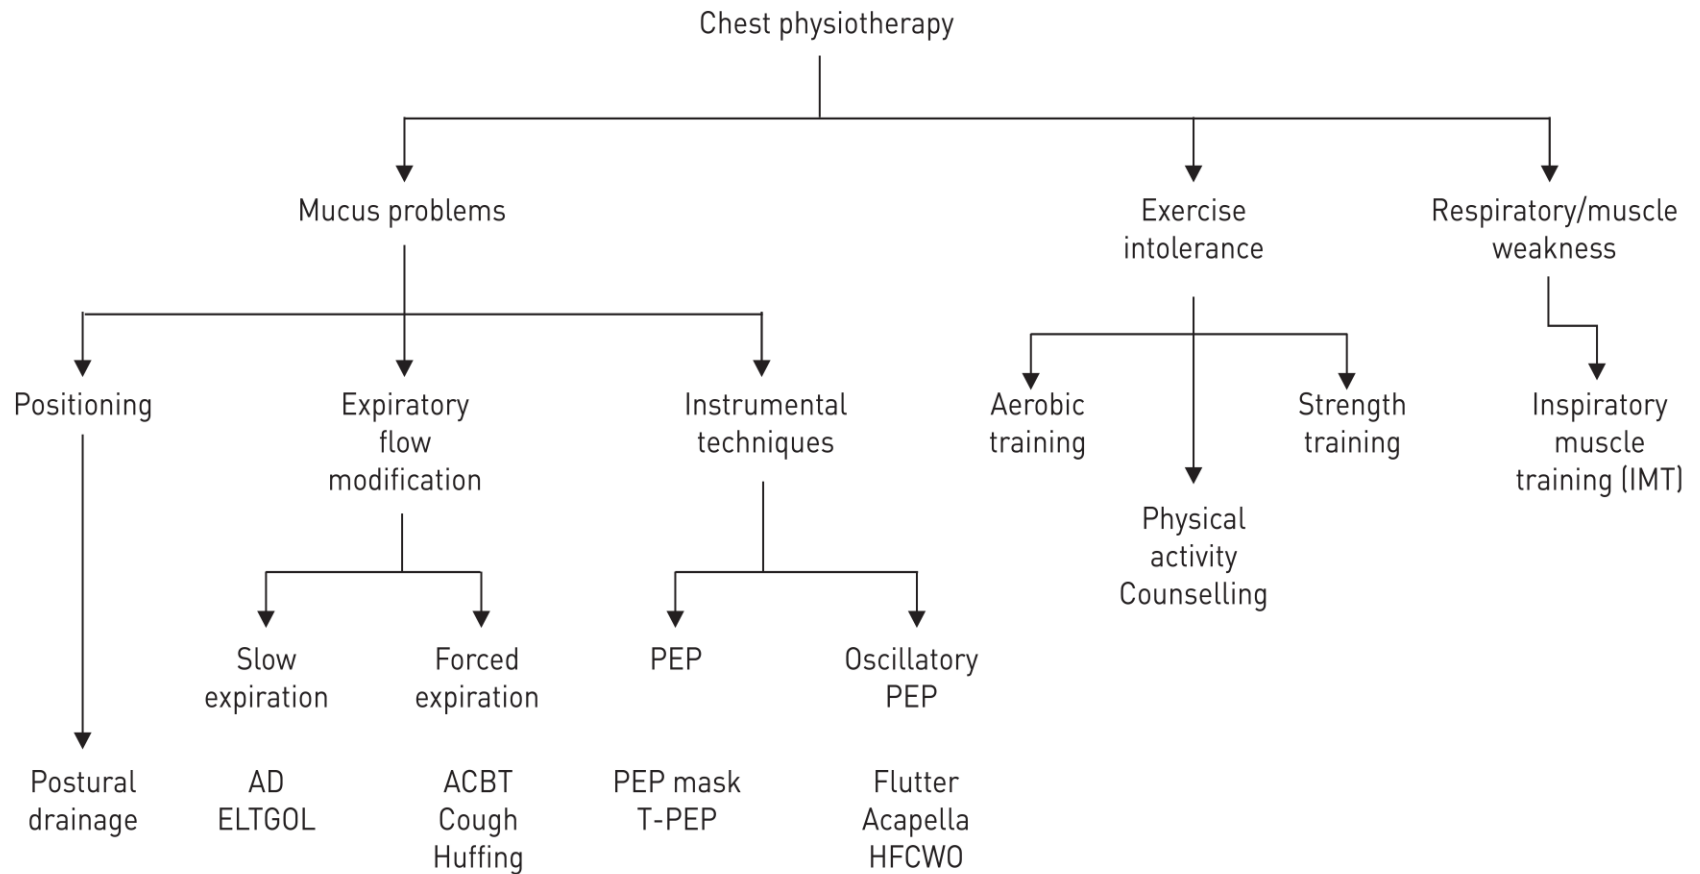 Chest physiotherapy
Mucus problems
Exercise
intolerance
Respiratory/muscle
weakness
Positioning
Expiratory
flow
modification
Instrumental
techniques
Aerobic
training
Strength
training
Inspiratory
muscle
training (IMT)
Physical
activity
Counselling
Slow
expiration
Forced
expiration
PEP
Oscillatory
PEP
Postural
drainage
AD
ELTGOL
ACBT
Cough
Huffing
PEP mask
T-PEP
Flutter
Acapella
HFCWO